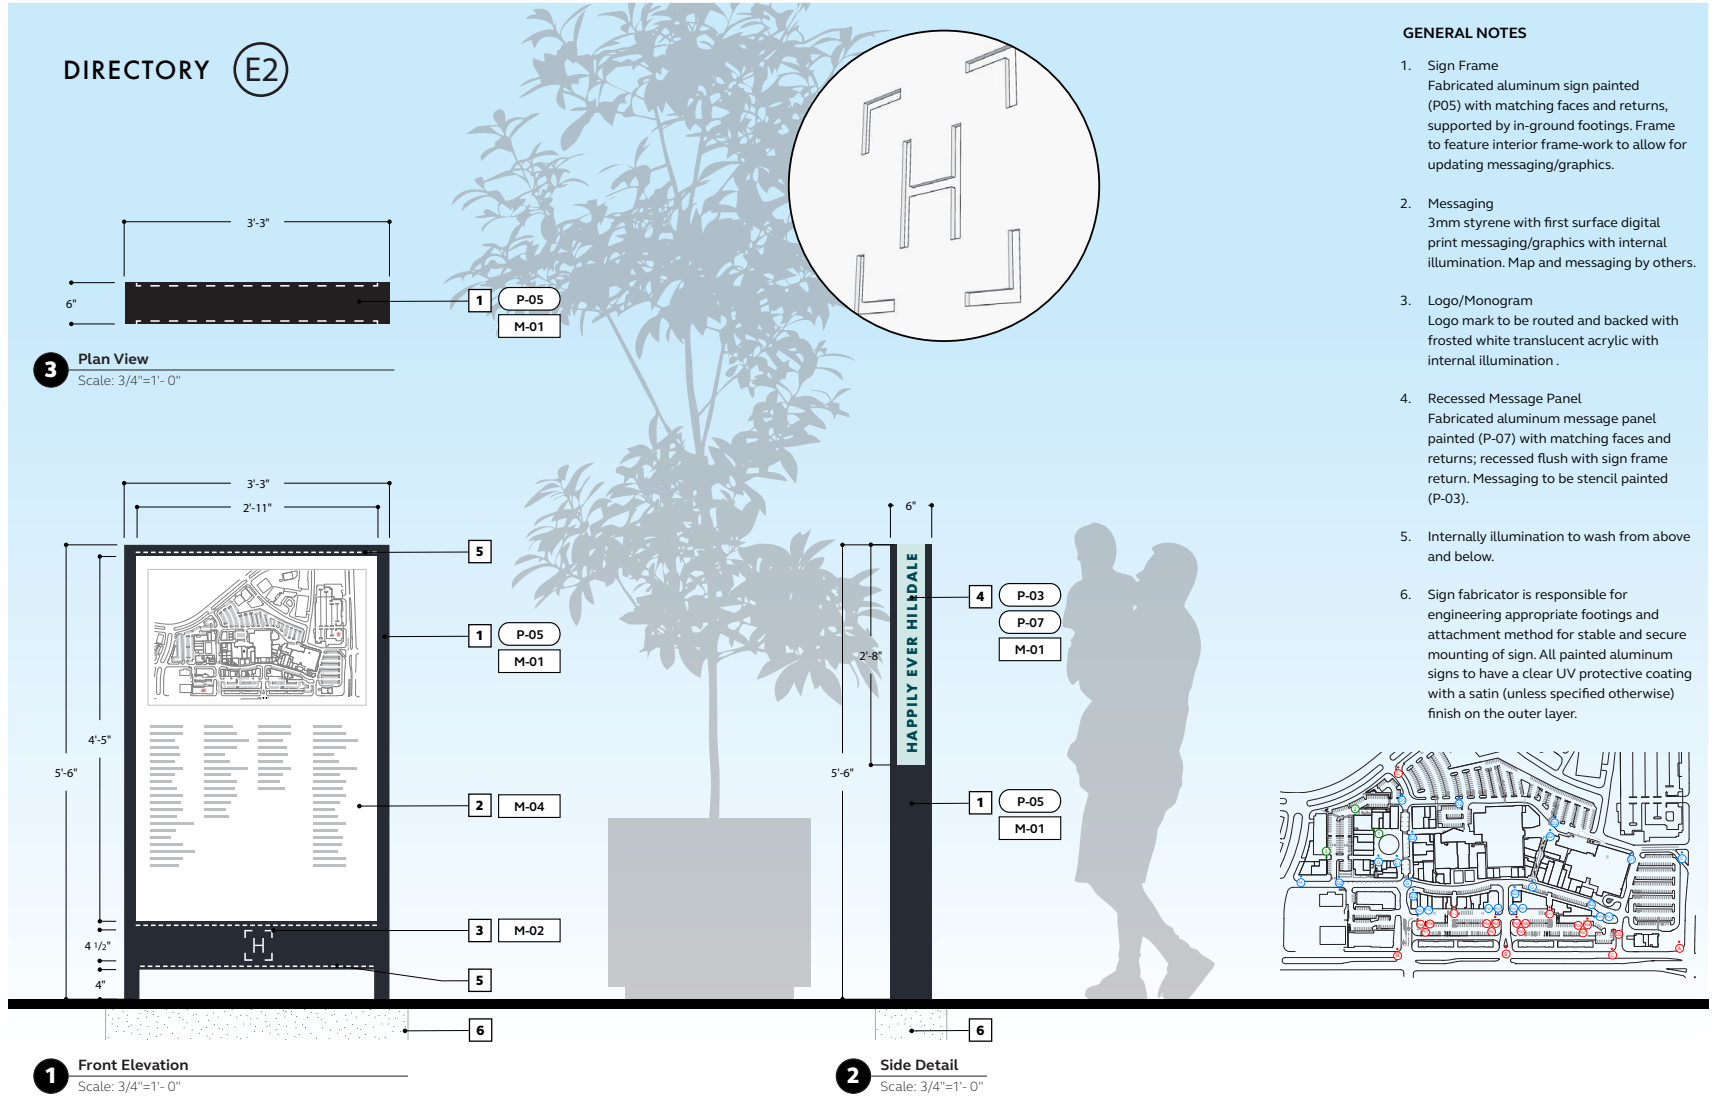 DIRECTORY E2
3'-3"
6"
1 P-05
M-01
3 Plan View
Scale: 3/4"=1'- 0"
H
3'-3"
2'-11"
5
1 P-05
M-01
4'-5"
5'-6"
2 M-04
3 M-02
H
4 1/2"
5
4"
6
1 Front Elevation
Scale: 3/4"=1'- 0"
6"
HAPPILY EVER HILLDALE
4 P-03
P-07
M-01
2'-8"
5'-6"
1 P-05
M-01
6
2 Side Detail
Scale: 3/4"=1'- 0"
GENERAL NOTES
1. Sign Frame
Fabricated aluminum sign painted
(P05) with matching faces and returns,
supported by in-ground footings. Frame
to feature interior frame-work to allow for
updating messaging/graphics.
2. Messaging
3mm styrene with first surface digital
print messaging/graphics with internal
illumination. Map and messaging by others.
3. Logo/Monogram
Logo mark to be routed and backed with
frosted white translucent acrylic with
internal illumination .
4. Recessed Message Panel
Fabricated aluminum message panel
painted (P-07) with matching faces and
returns; recessed flush with sign frame
return. Messaging to be stencil painted
(P-03).
5. Internally illumination to wash from above
and below.
6. Sign fabricator is responsible for
engineering appropriate footings and
attachment method for stable and secure
mounting of sign. All painted aluminum
signs to have a clear UV protective coating
with a satin (unless specified otherwise)
finish on the outer layer.